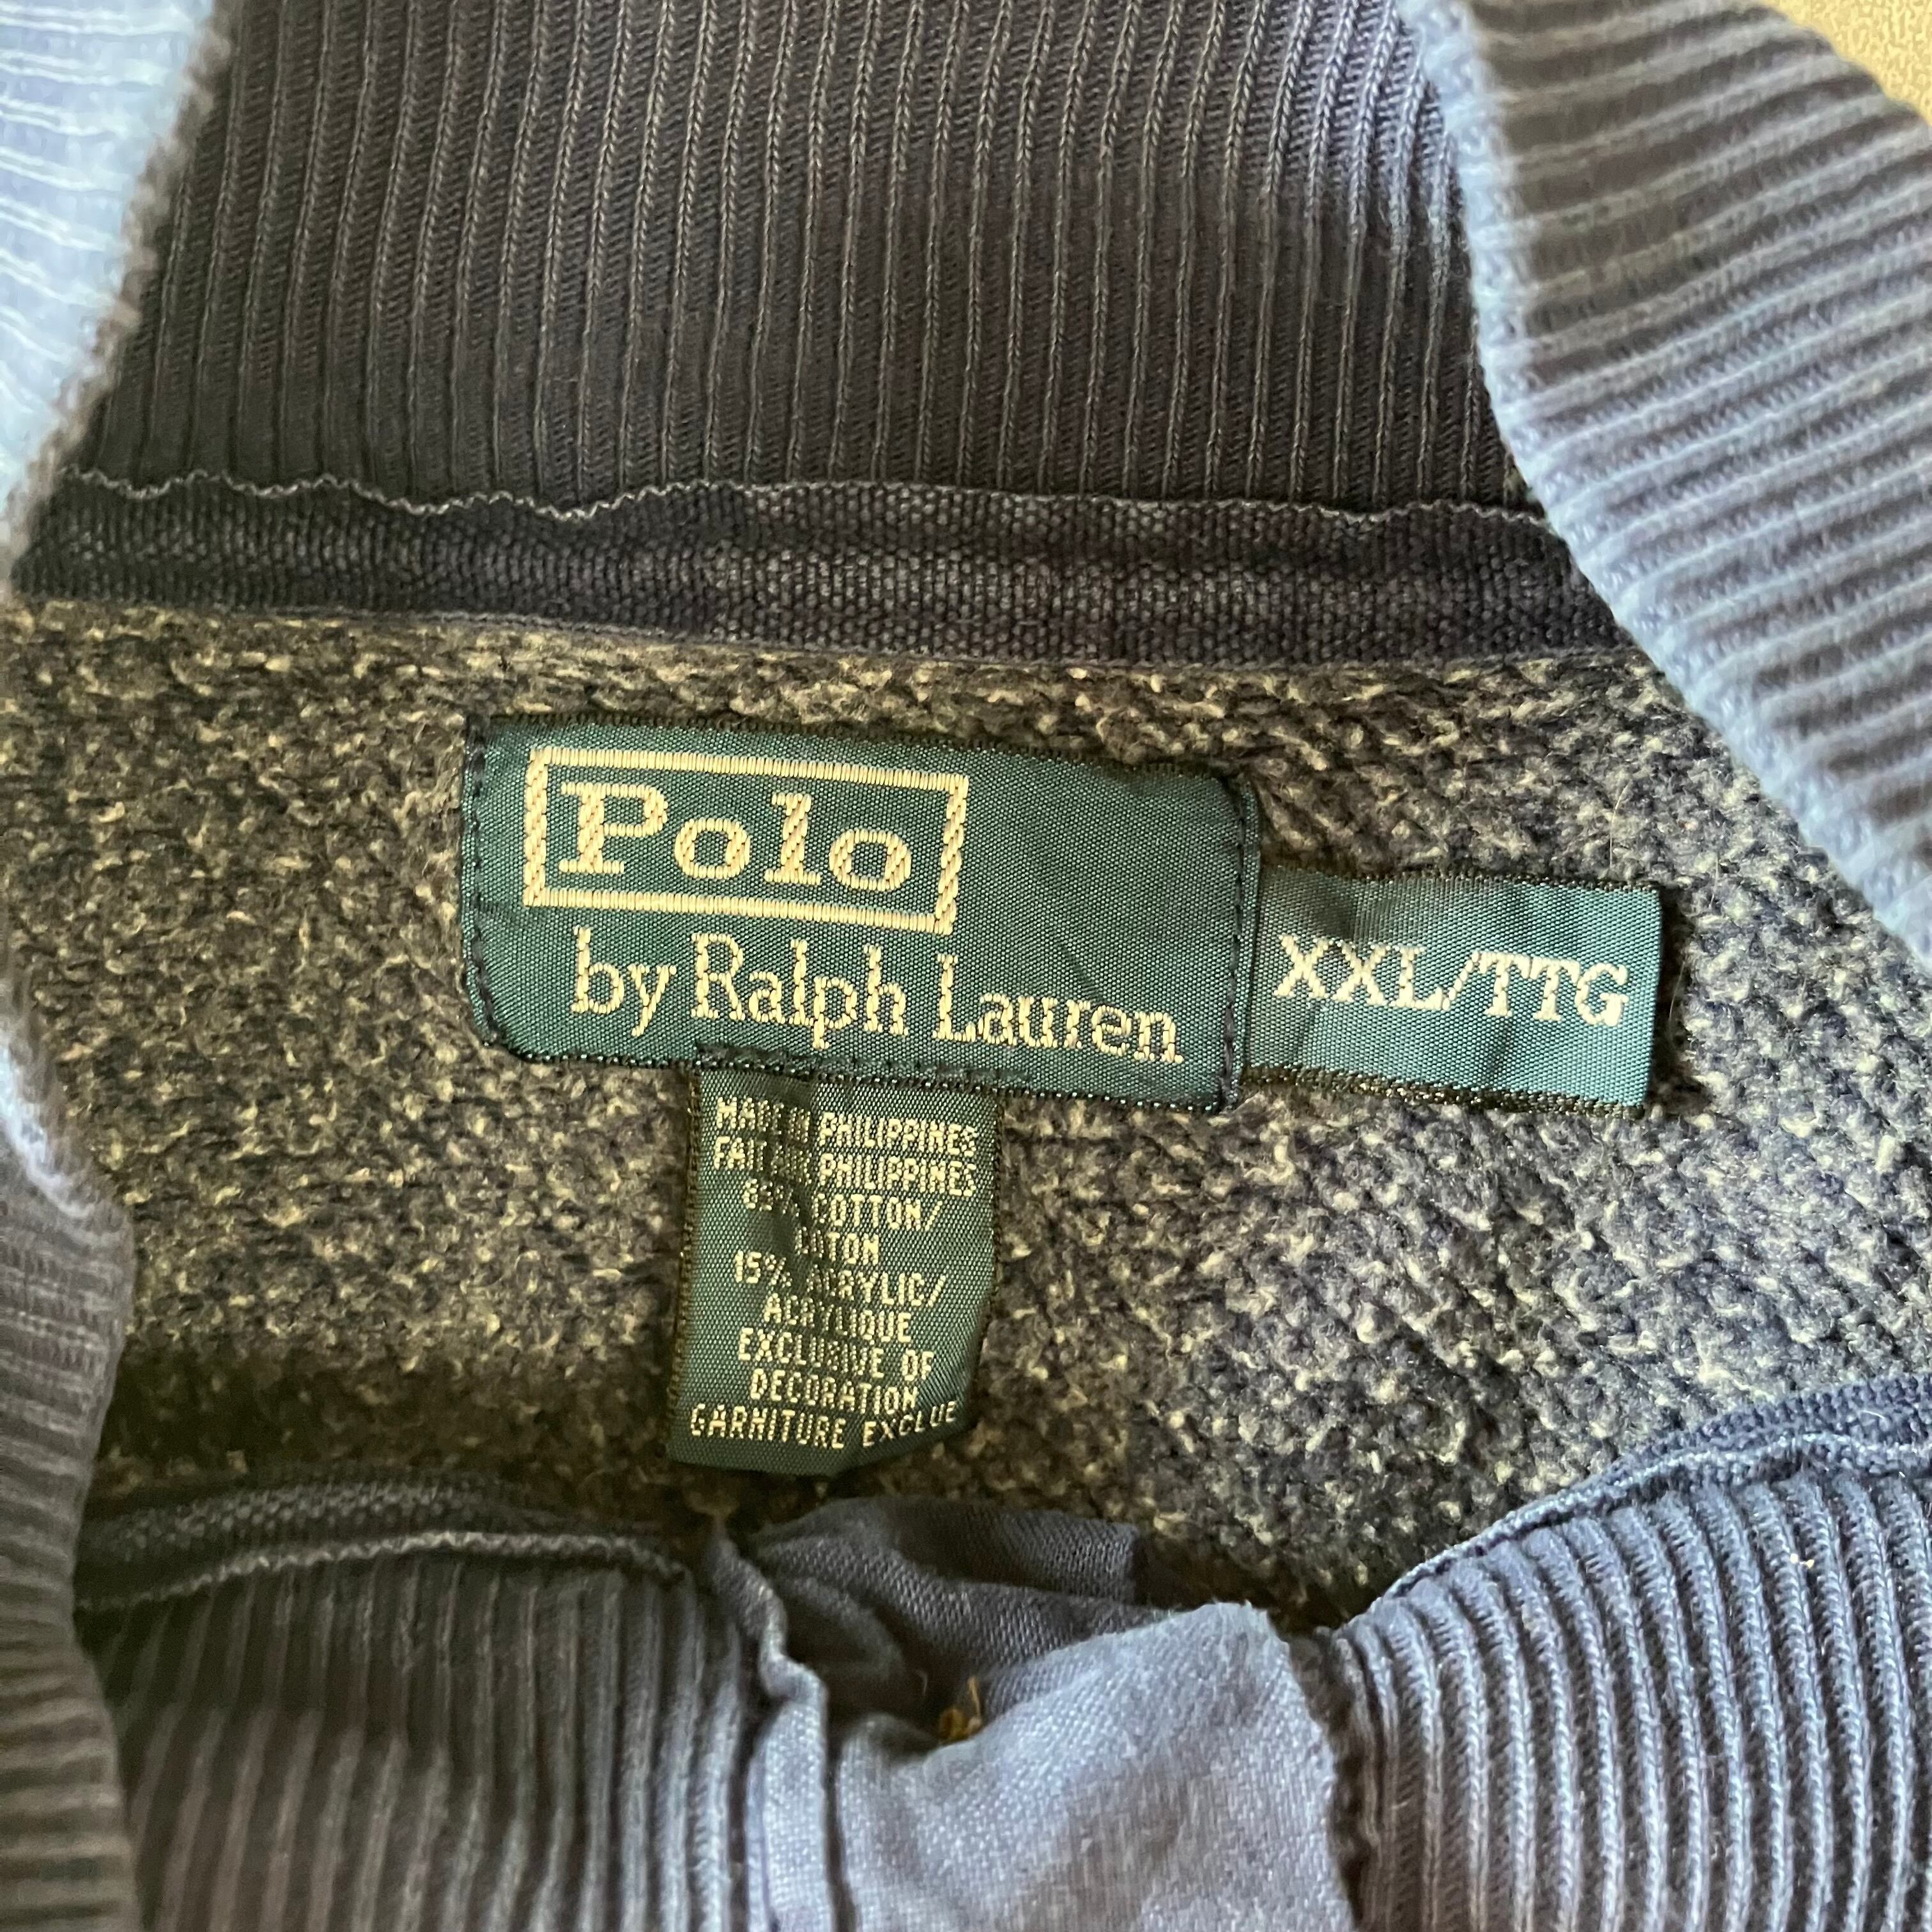 Polo
by Ralph Lauren
XXL/TTG
MADE IN PHILIPPINES
FAIT AUX PHILIPPINES
85% COTTON/
COTON
15% ACRYLIC/
ACRYLIQUE
EXCLUSIVE OF
DECORATION
GARNITURE EXCLUE